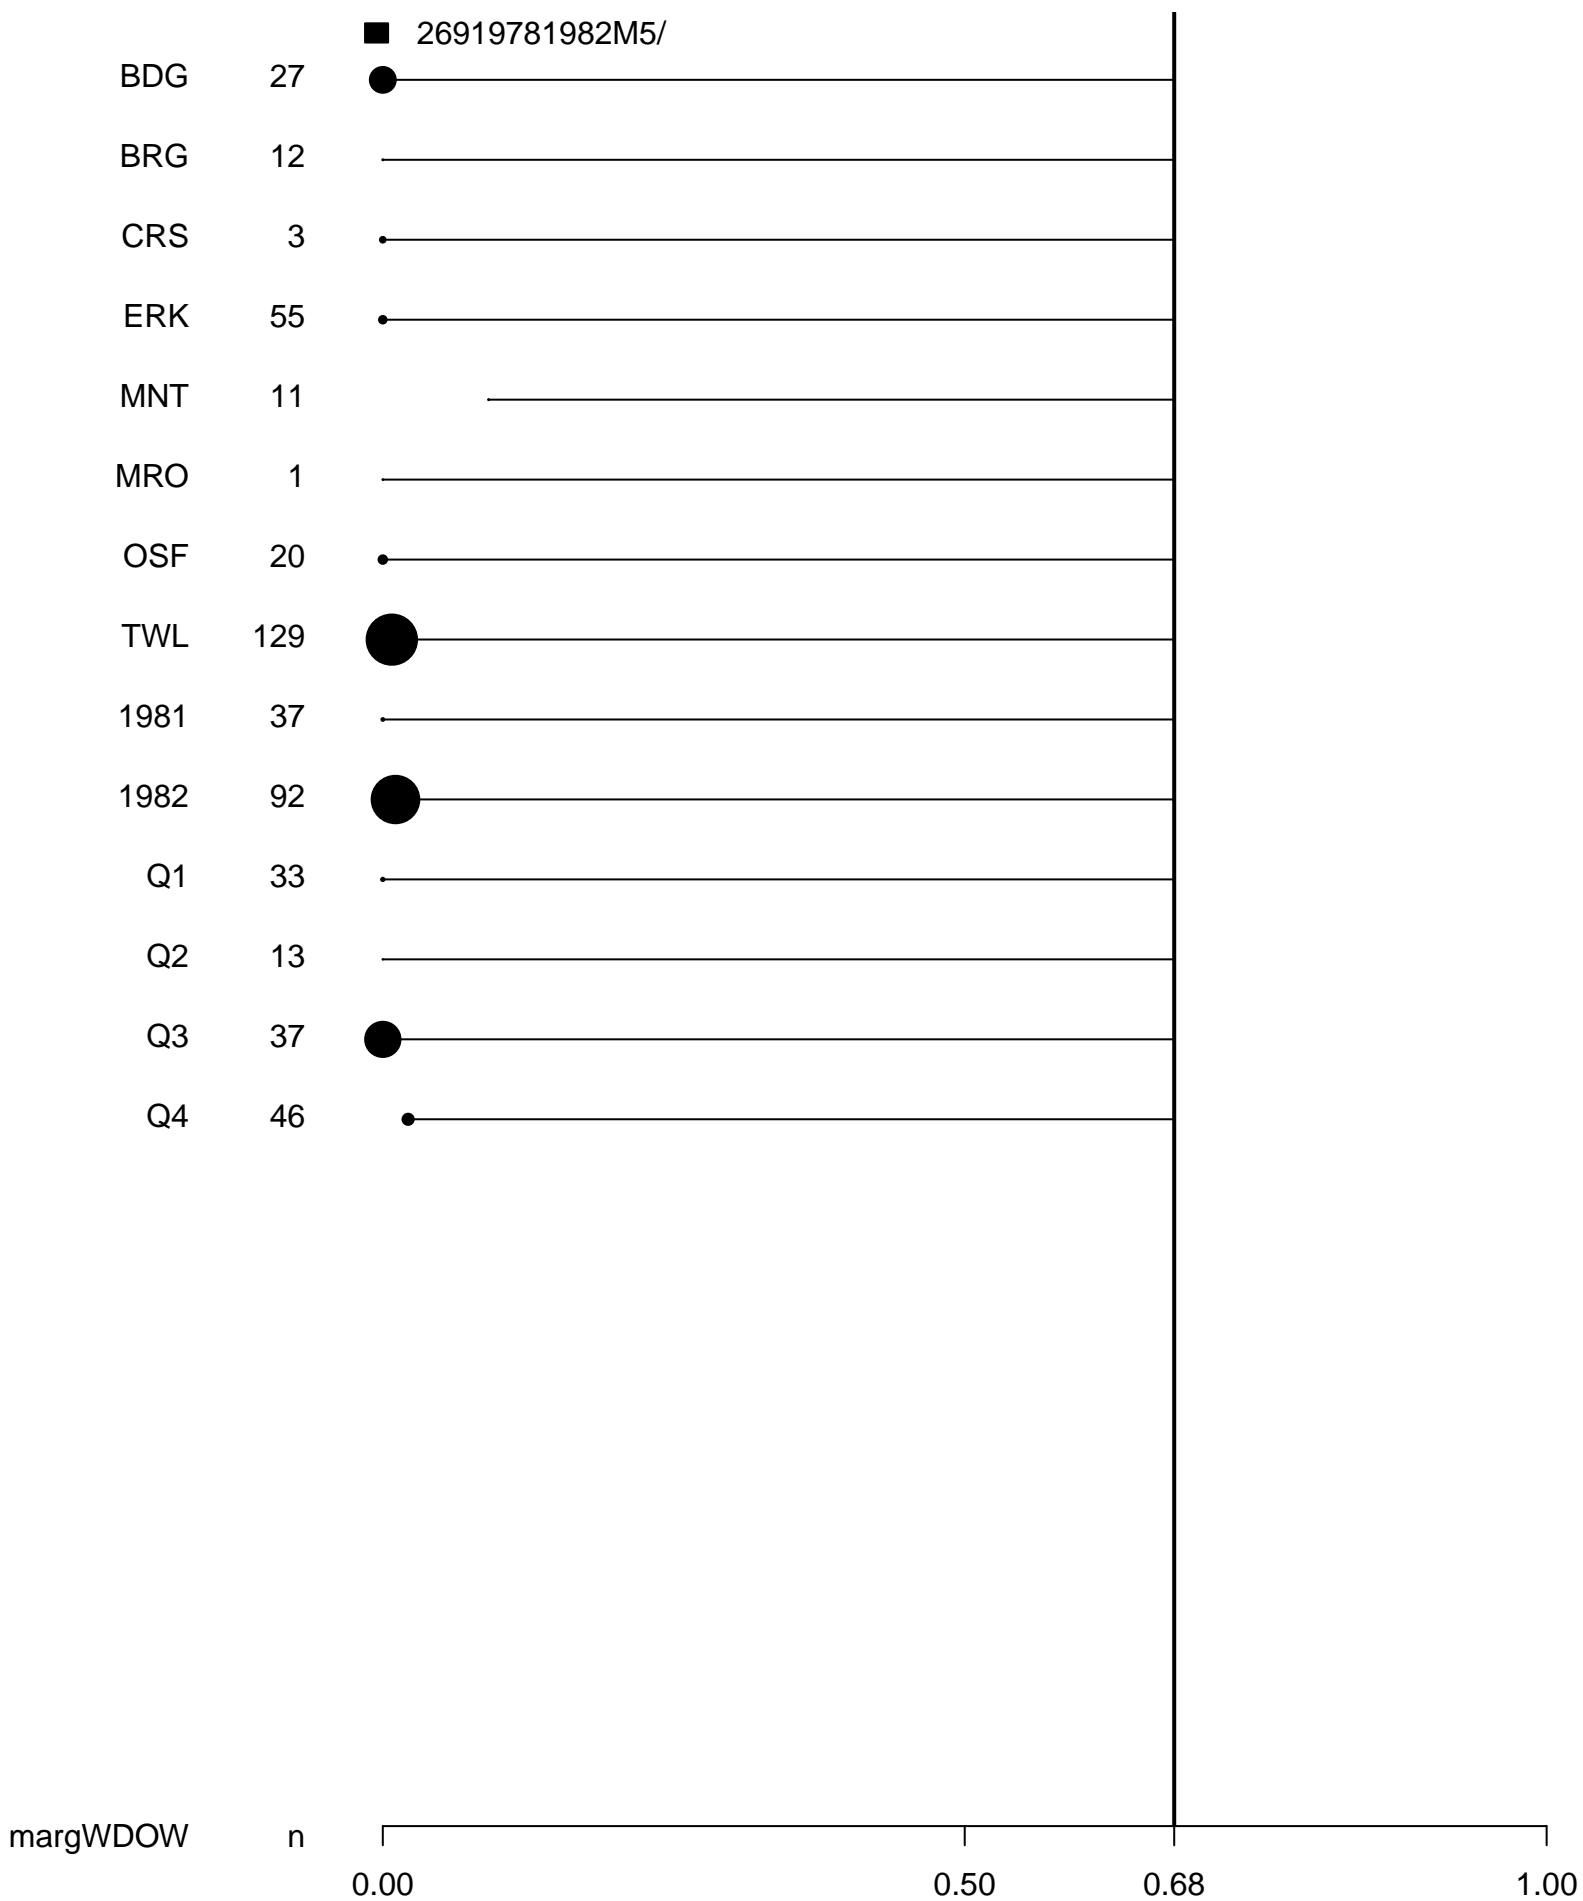 26919781982M5/
BDG 27
BRG 12
CRS 3
ERK 55
MNT 11
MRO 1
OSF 20
TWL 129
1981 37
1982 92
Q1 33
Q2 13
Q3 37
Q4 46
margWDOW n
0.00 0.50 0.68 1.00